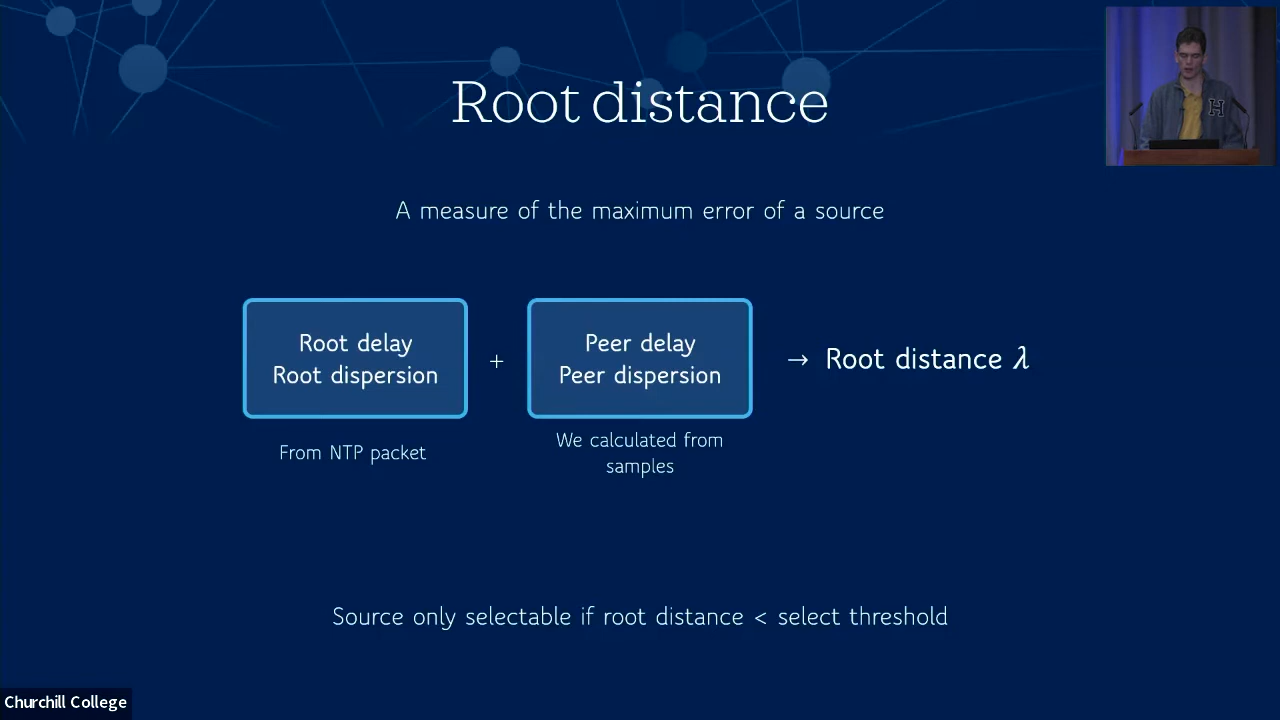 Root distance
H
A measure of the maximum error of a source
Root delay
Root dispersion
+
Peer delay
Peer dispersion
→ Root distance λ
From NTP packet
We calculated from
samples
Source only selectable if root distance < select threshold
Churchill College